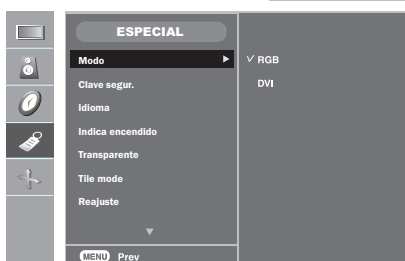 ESPECIAL
Modo
Clave segur.
Idioma
Indica encendido
Transparente
Tile mode
Reajuste
MENU Prev
RGB
DVI